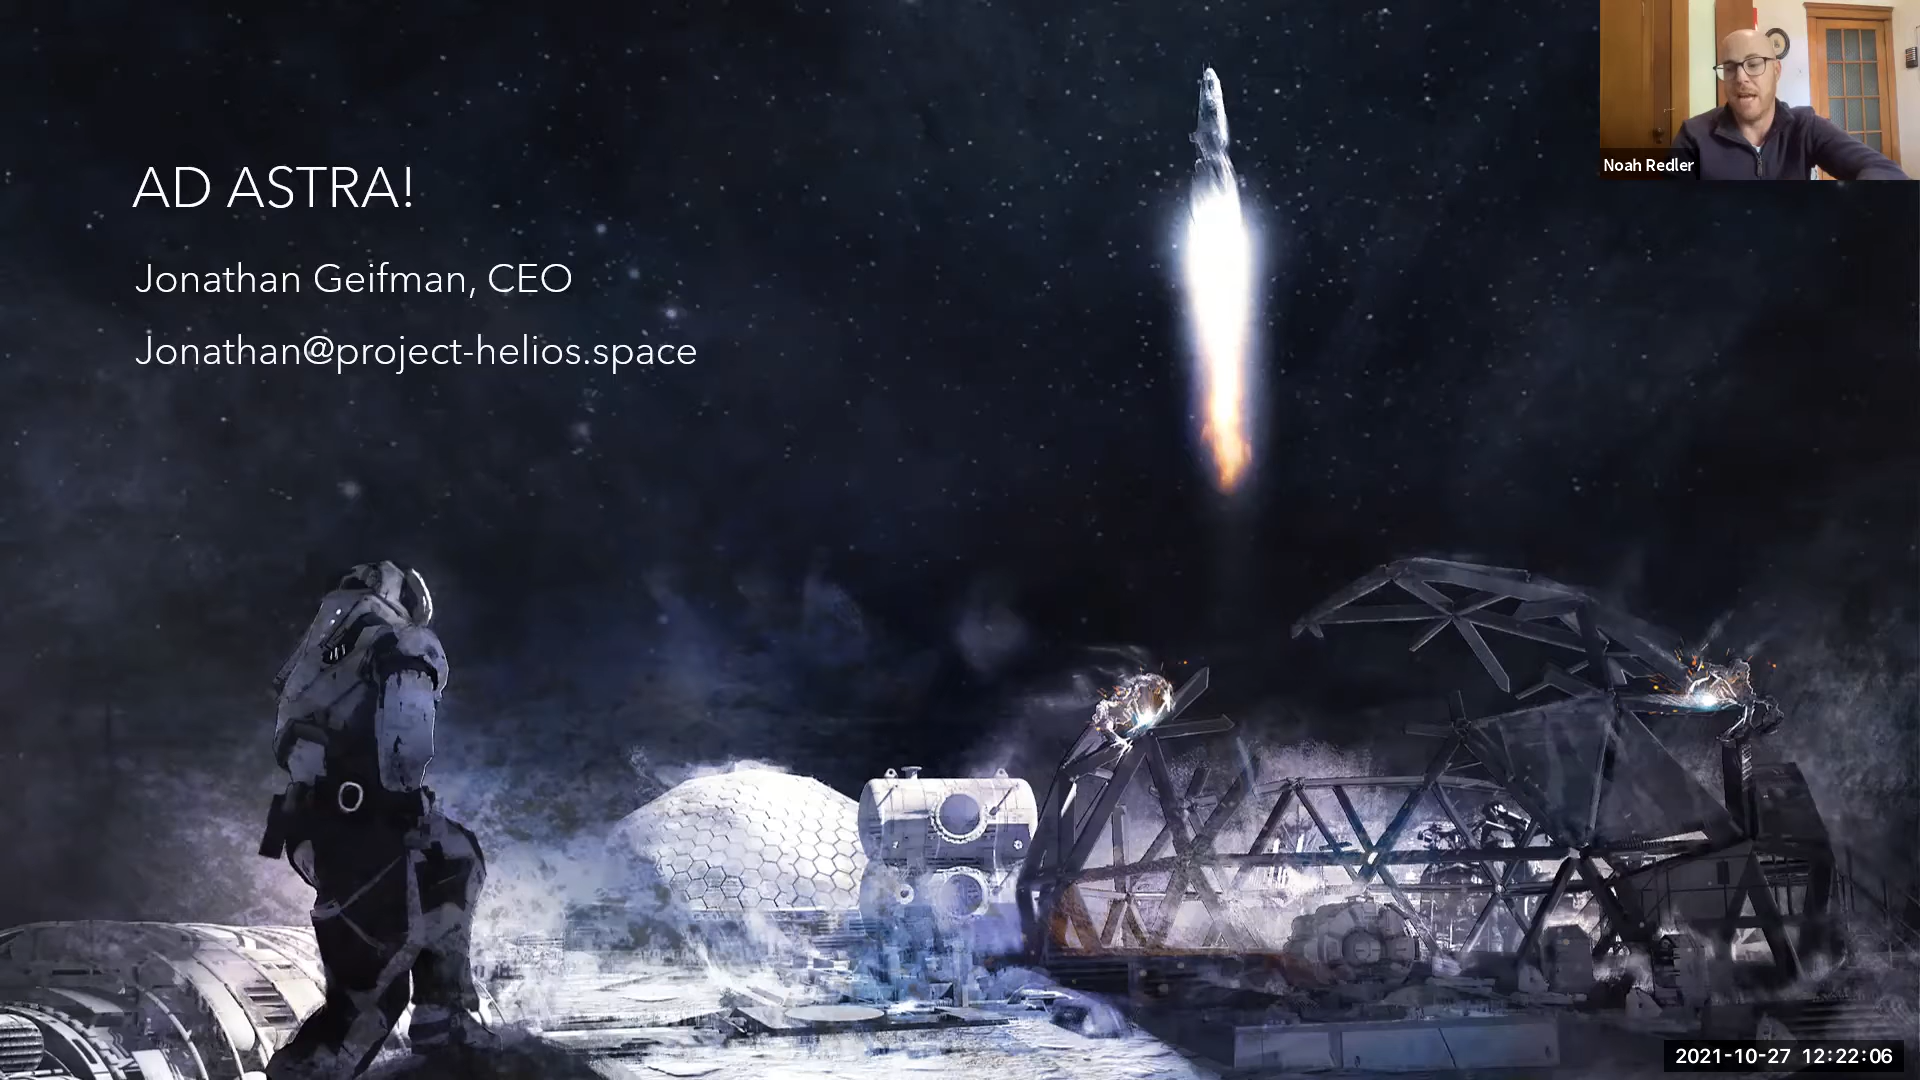 AD ASTRA!
Jonathan Geifman, CEO
Jonathan@project-helios.space
Noah Redler
2021-10-27 12:22:06